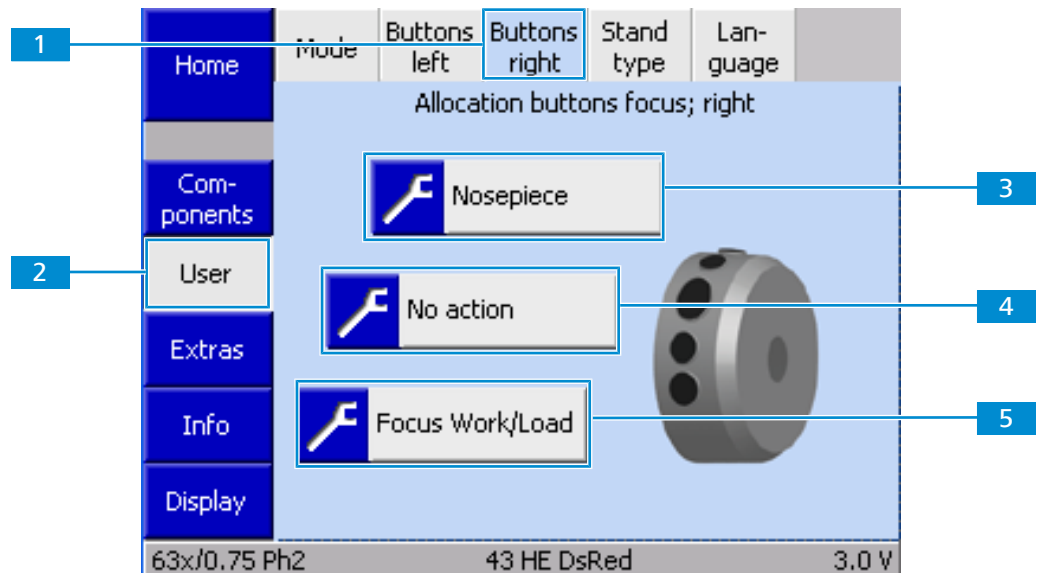 1
Home
Mode
Buttons
left
Buttons
right
Stand
type
Lan-
guage
Allocation buttons focus; right
Com-
ponents
Nosepiece
3
2
User
No action
4
Extras
Info
Focus Work/Load
5
Display
63x/0.75 Ph2 43 HE DsRed 3.0 V